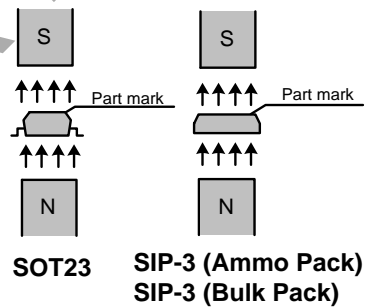 S
S
Part mark
Part mark
N
N
SOT23
SIP-3 (Ammo Pack)
SIP-3 (Bulk Pack)